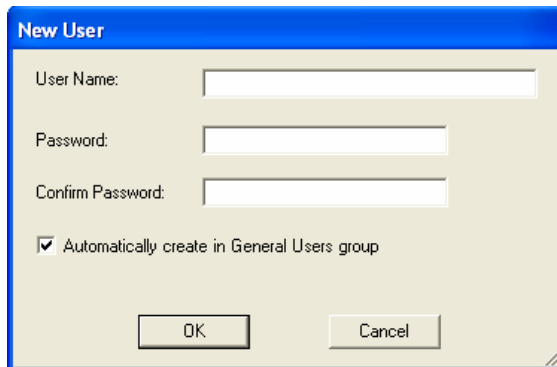 New User
User Name:
Password:
Confirm Password:
Automatically create in General Users group
OK Cancel